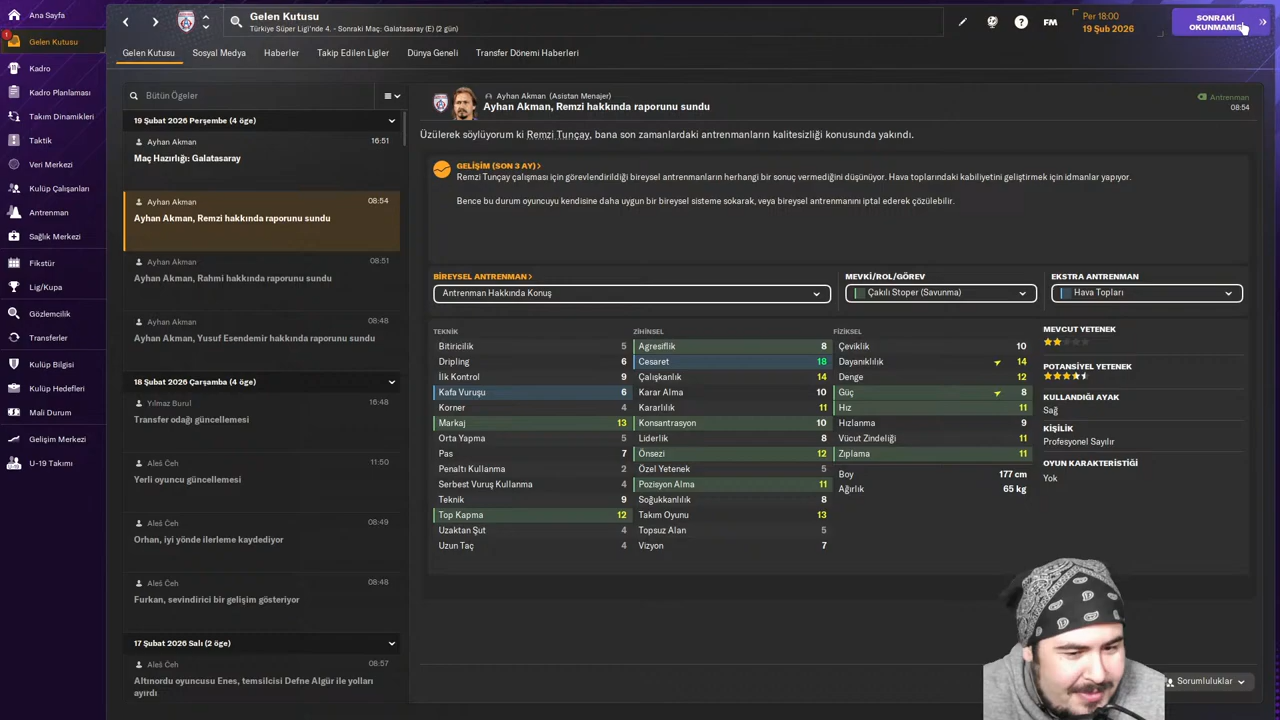 Ana Sayfa
1
Gelen Kutusu
Kadro
Kadro Planlaması
Takım Dinamikleri
Taktik
Veri Merkezi
Kulüp Çalışanları
Antrenman
Sağlık Merkezi
Fikstür
Lig/Kupa
Gözlemcilik
Transferler
Kulüp Bilgisi
Kulüp Hedefleri
Mali Durum
Gelişim Merkezi
U-19 Takımı
Gelen Kutusu
Türkiye Süper Ligi'nde 4. - Sonraki Maç: Galatasaray (E) (2 gün)
?
FM
Per 18:00
19 Şub 2026
SONRAKİ
OKUNMAMIŞ
Gelen Kutusu Sosyal Medya Haberler Takip Edilen Ligler Dünya Geneli Transfer Dönemi Haberleri
Bütün Ögeler
19 Şubat 2026 Perşembe (4 öge)
Ayhan Akman 16:51
Maç Hazırlığı: Galatasaray
Ayhan Akman 08:54
Ayhan Akman, Remzi hakkında raporunu sundu
Ayhan Akman 08:51
Ayhan Akman, Rahmi hakkında raporunu sundu
Ayhan Akman 08:48
Ayhan Akman, Yusuf Esendemir hakkında raporunu sundu
18 Şubat 2026 Çarşamba (4 öge)
Yılmaz Burul 16:48
Transfer odağı güncellemesi
Aleš Čeh 11:50
Yerli oyuncu güncellemesi
Aleš Čeh 08:49
Orhan, iyi yönde ilerleme kaydediyor
Aleš Čeh 08:48
Furkan, sevindirici bir gelişim gösteriyor
17 Şubat 2026 Salı (2 öge)
Aleš Čeh 08:57
Altınordu oyuncusu Enes, temsilcisi Defne Algür ile yolları
ayırdı
Ayhan Akman (Asistan Menajer)
Ayhan Akman, Remzi hakkında raporunu sundu
Antrenman
08:54
Üzülerek söylüyorum ki Remzi Tunçay, bana son zamanlardaki antrenmanların kalitesizliği konusunda yakındı.
GELİŞİM (SON 3 AY)
Remzi Tunçay çalışması için görevlendirildiği bireysel antrenmanların herhangi bir sonuç vermediğini düşünüyor. Hava toplarındaki kabiliyetini geliştirmek için idmanlar yapıyor.
Bence bu durum oyuncuyu kendisine daha uygun bir bireysel sisteme sokarak, veya bireysel antrenmanını iptal ederek çözülebilir.
BİREYSEL ANTRENMAN MEVKİ/ROL/GÖREV EKSTRA ANTRENMAN
Antrenman Hakkında Konuş Çakılı Stoper (Savunma) Hava Topları
TEKNİK ZİHİNSEL FİZİKSEL
Bitiricilik 5 Agresiflik 8 Çeviklik 10
Dripling 6 Cesaret 18 Dayanıklılık 14
İlk Kontrol 9 Çalışkanlık 14 Denge 12
Kafa Vuruşu 6 Karar Alma 10 Güç 8
Korner 4 Kararlılık 11 Hız 11
Markaj 13 Konsantrasyon 10 Hızlanma 9
Orta Yapma 5 Liderlik 8 Vücut Zindeliği 11
Pas 7 Önsezi 12 Zıplama 11
Penaltı Kullanma 2 Özel Yetenek 5 Boy 177 cm
Serbest Vuruş Kullanma 4 Pozisyon Alma 11 Ağırlık 65 kg
Teknik 9 Soğukkanlılık 8
Top Kapma 12 Takım Oyunu 13
Uzaktan Şut 4 Topsuz Alan 5
Uzun Taç 4 Vizyon 7
MEVCUT YETENEK
POTANSİYEL YETENEK
KULLANDIĞI AYAK
Sağ
KİŞİLİK
Profesyonel Sayılır
OYUN KARAKTERİSTİĞİ
Yok
Sorumluluklar